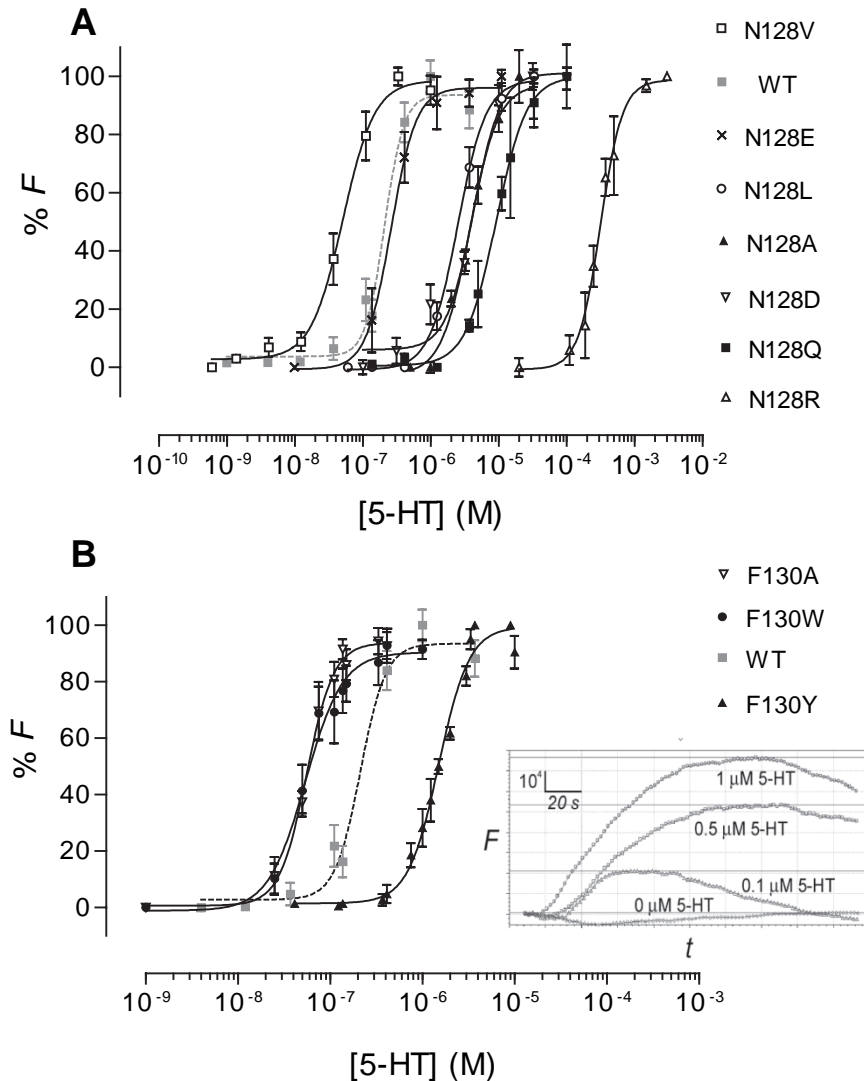 A
100
80
60
40
20
0
% F
10-10 10-9 10-8 10-7 10-6 10-5 10-4 10-3 10-2
[5-HT] (M)
N128V
WT
N128E
N128L
N128A
N128D
N128Q
N128R
B
100
80
60
40
20
0
% F
10-9 10-8 10-7 10-6 10-5 10-4 10-3
[5-HT] (M)
F130A
F130W
WT
F130Y
10⁴
20 s
1 µM 5-HT
0.5 µM 5-HT
0.1 µM 5-HT
0 µM 5-HT
F
t